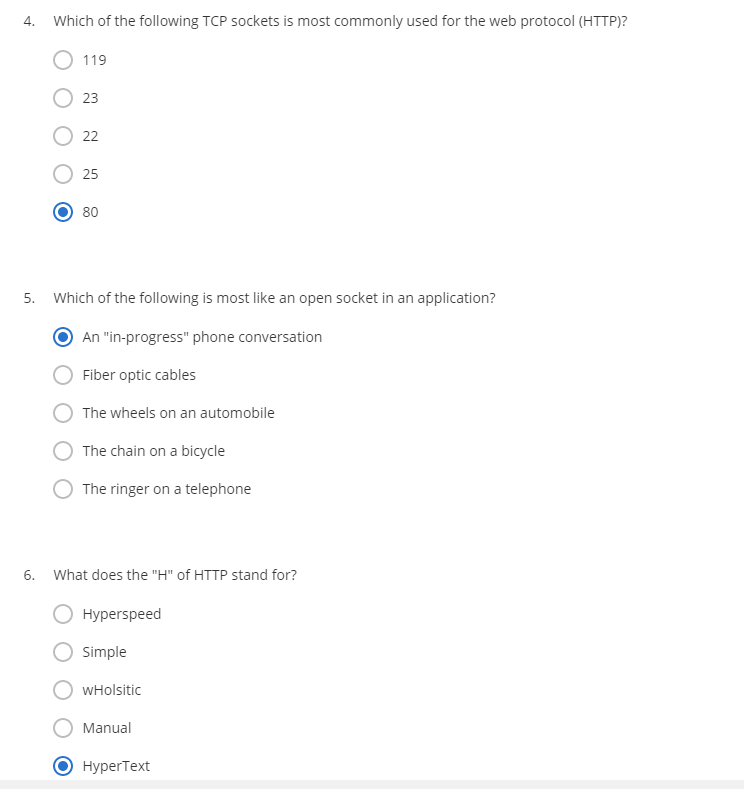 4. Which of the following TCP sockets is most commonly used for the web protocol (HTTP)?
119
23
22
25
80
5. Which of the following is most like an open socket in an application?
An "in-progress" phone conversation
Fiber optic cables
The wheels on an automobile
The chain on a bicycle
The ringer on a telephone
6. What does the "H" of HTTP stand for?
Hyperspeed
Simple
wHolsitic
Manual
HyperText